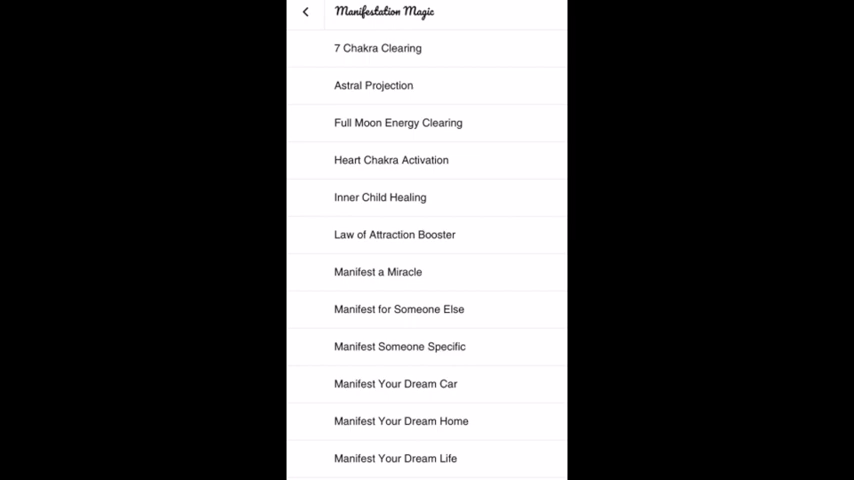 Manifestation Magic
7 Chakra Clearing
Astral Projection
Full Moon Energy Clearing
Heart Chakra Activation
Inner Child Healing
Law of Attraction Booster
Manifest a Miracle
Manifest for Someone Else
Manifest Someone Specific
Manifest Your Dream Car
Manifest Your Dream Home
Manifest Your Dream Life